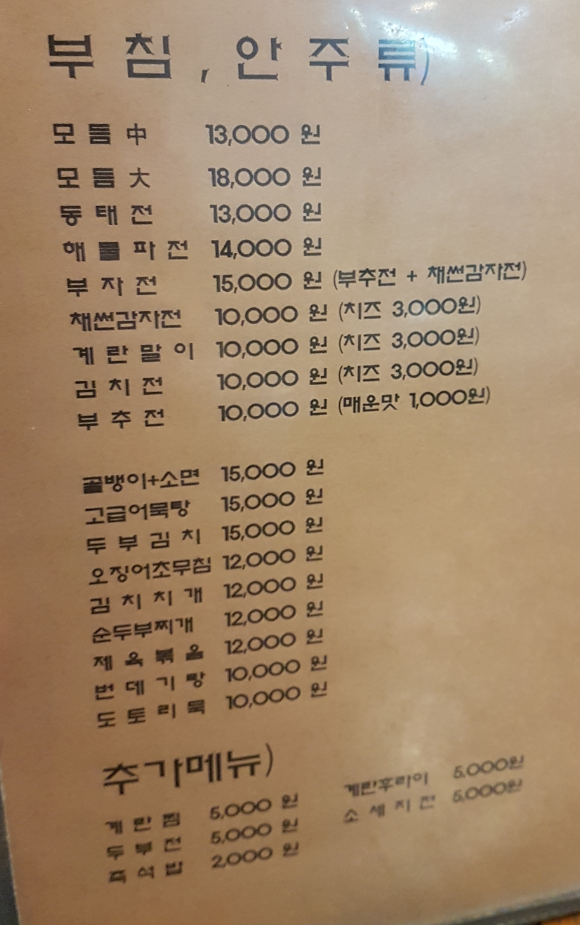 부침, 안주류)
모듬 中 13,000 원
모듬 大 18,000 원
동태전 13,000 원
해물파전 14,000 원
부자전 15,000 원 (부추전 + 채썬감자전)
채썬감자전 10,000 원 (치즈 3,000원)
계란말이 10,000 원 (치즈 3,000원)
김치전 10,000 원 (치즈 3,000원)
부추전 10,000 원 (매운맛 1,000원)
골뱅이+소면 15,000 원
고급어묵탕 15,000 원
두부김치 15,000 원
오징어초무침 12,000 원
김치치개 12,000 원
순두부찌개 12,000 원
제육볶음 12,000 원
번데기탕 10,000 원
도토리묵 10,000 원
추가메뉴)
계란찜 5,000 원 계란후라이 5,000원
두부전 5,000 원 소세지전 5,000원
즉석밥 2,000 원